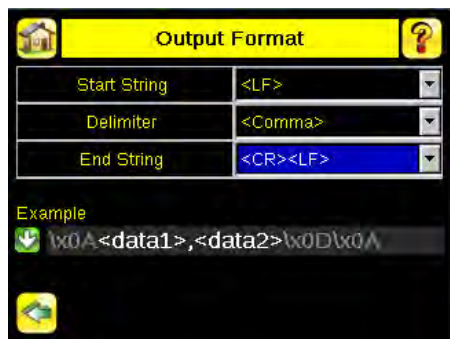 Output Format
?
Start String <LF>
Delimiter <Comma>
End String <CR><LF>
Example
\x0A<data1>,<data2>\x0D\x0A